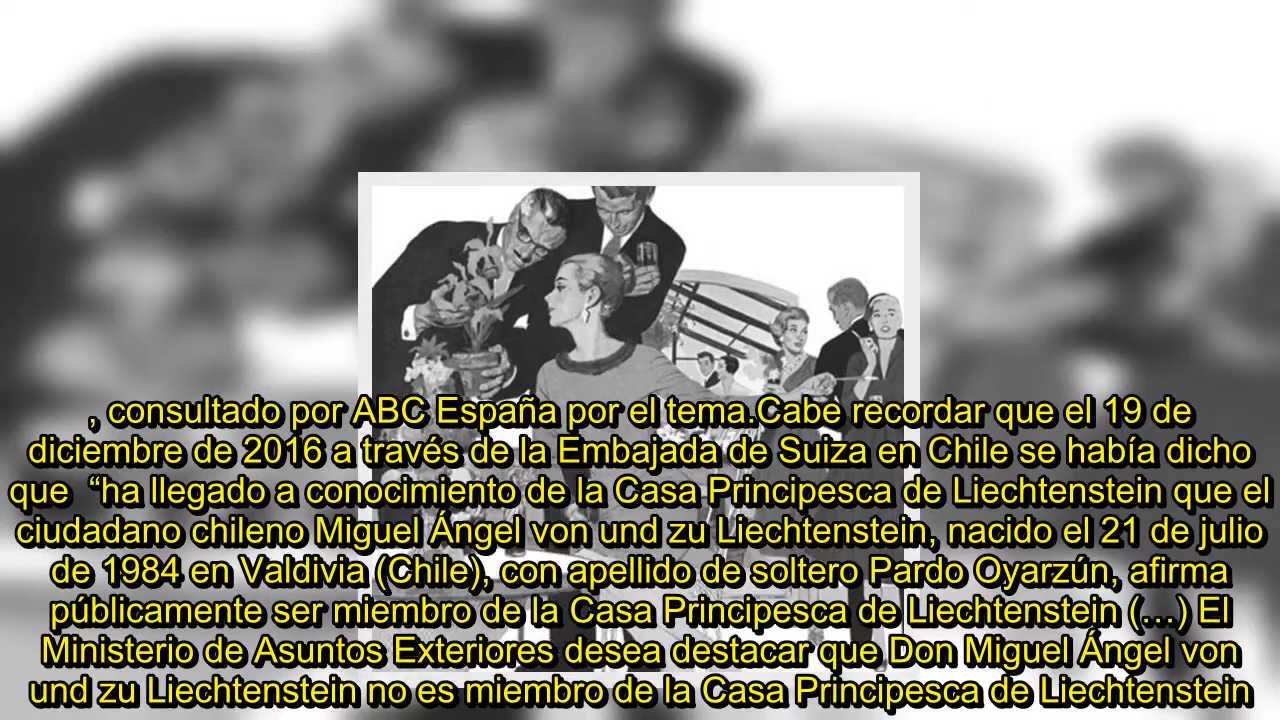 , consultado por ABC España por el tema.Cabe recordar que el 19 de
diciembre de 2016 a través de la Embajada de Suiza en Chile se había dicho
que  “ha llegado a conocimiento de la Casa Principesca de Liechtenstein que el
ciudadano chileno Miguel Ángel von und zu Liechtenstein, nacido el 21 de julio
de 1984 en Valdivia (Chile), con apellido de soltero Pardo Oyarzún, afirma
públicamente ser miembro de la Casa Principesca de Liechtenstein (…) El
Ministerio de Asuntos Exteriores desea destacar que Don Miguel Ángel von
und zu Liechtenstein no es miembro de la Casa Principesca de Liechtenstein